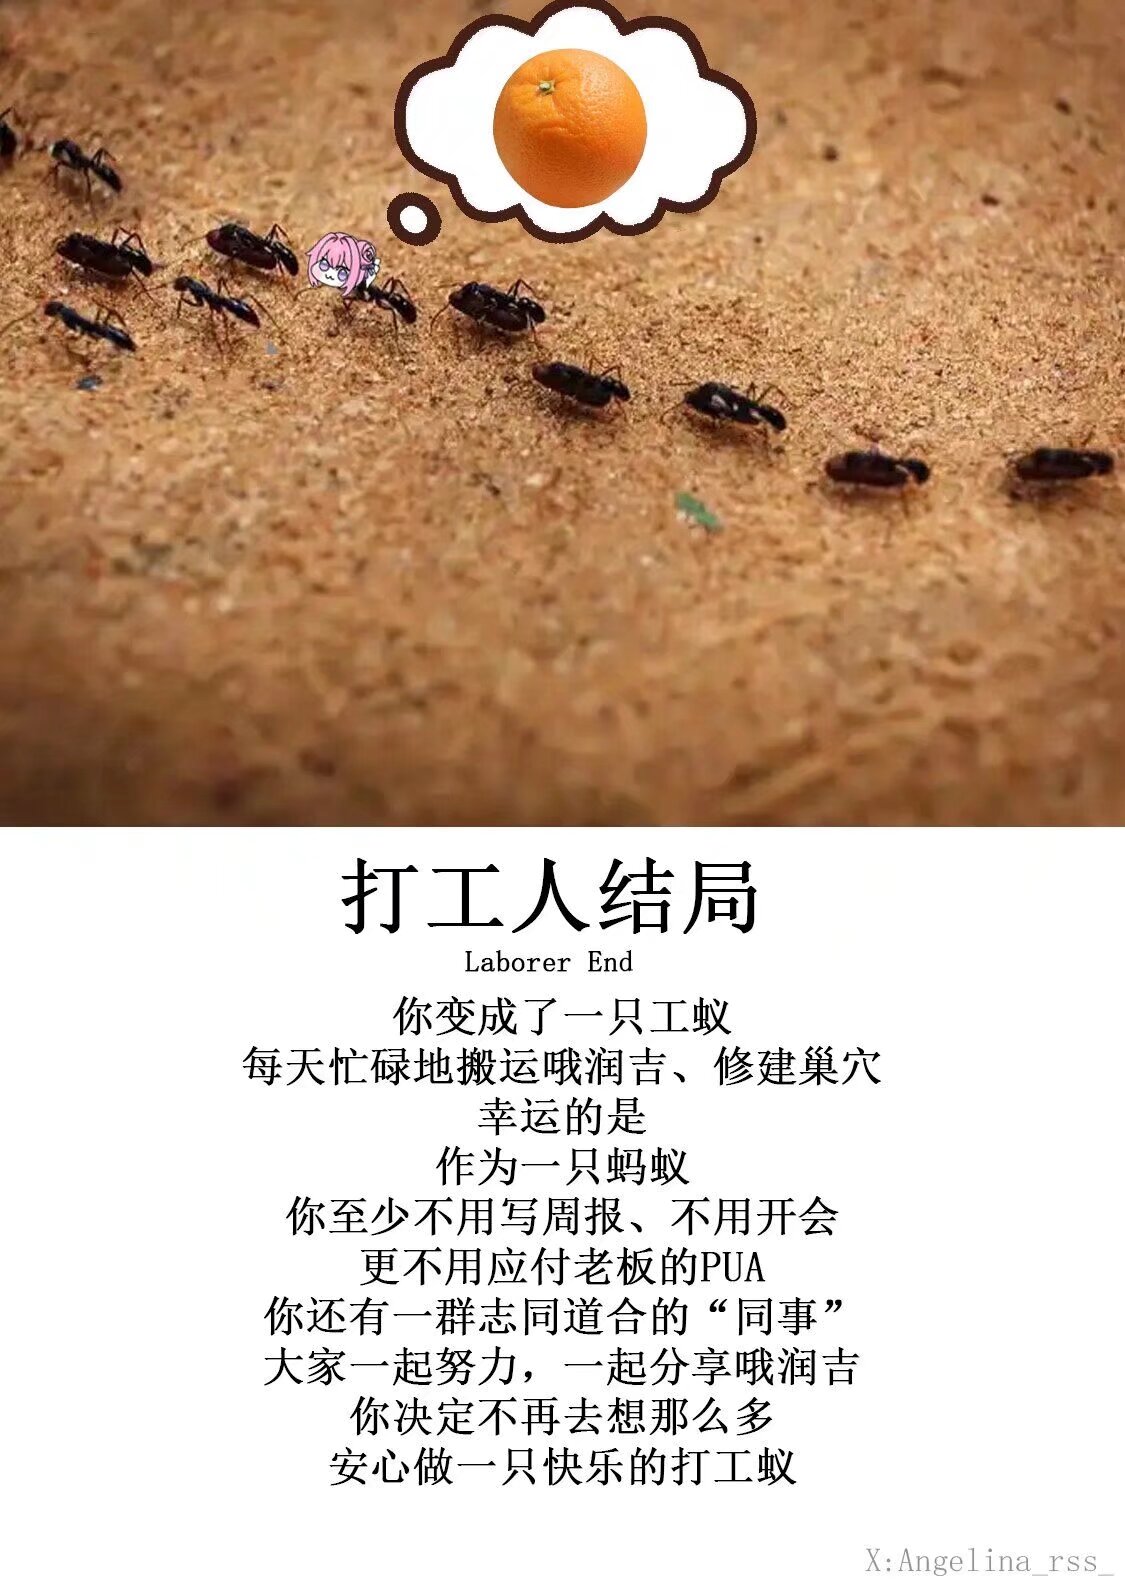 打工人结局
Laborer End
你变成了一只工蚁
每天忙碌地搬运哦润吉、修建巢穴
幸运的是
作为一只蚂蚁
你至少不用写周报、不用开会
更不用应付老板的PUA
你还有一群志同道合的“同事”
大家一起努力，一起分享哦润吉
你决定不再去想那么多
安心做一只快乐的打工蚁
X:Angelina_rss_